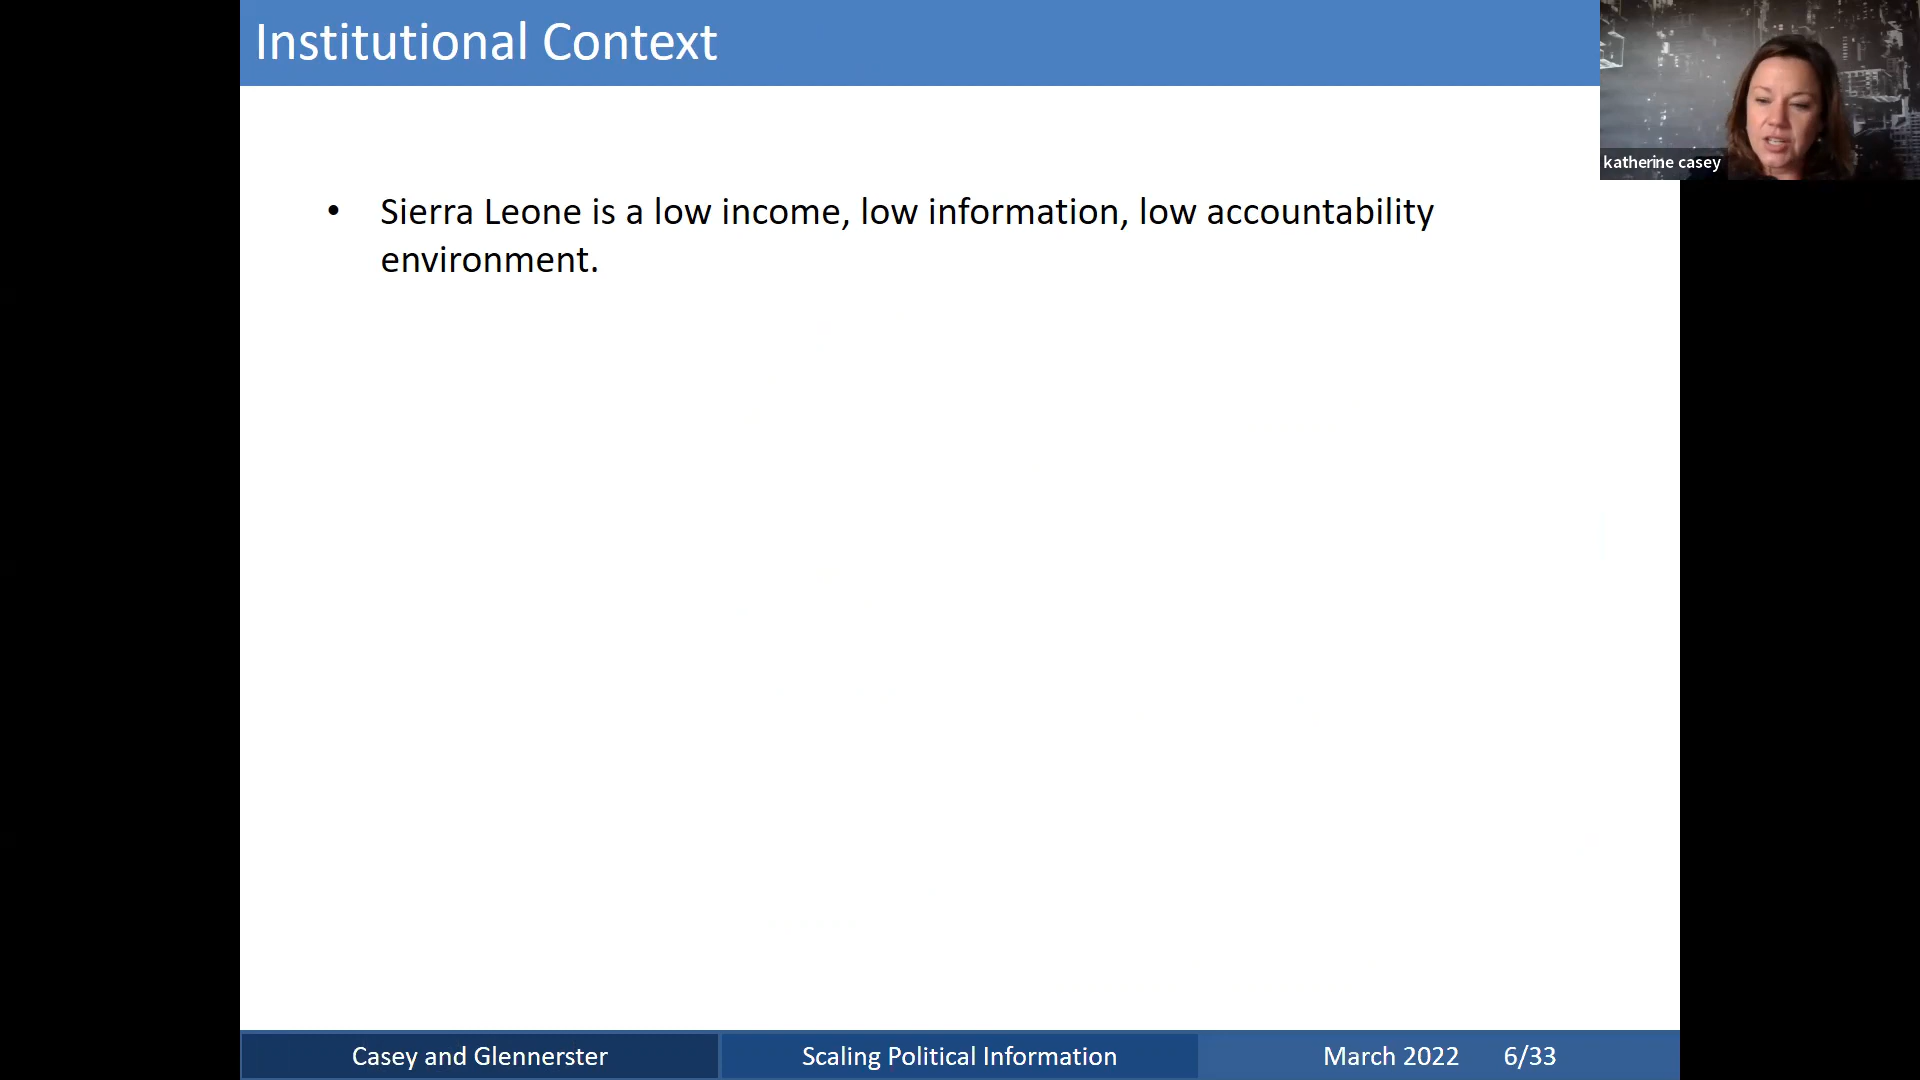 Institutional Context
katherine casey
• Sierra Leone is a low income, low information, low accountability
environment.
Casey and Glennerster
Scaling Political Information
March 2022 6/33